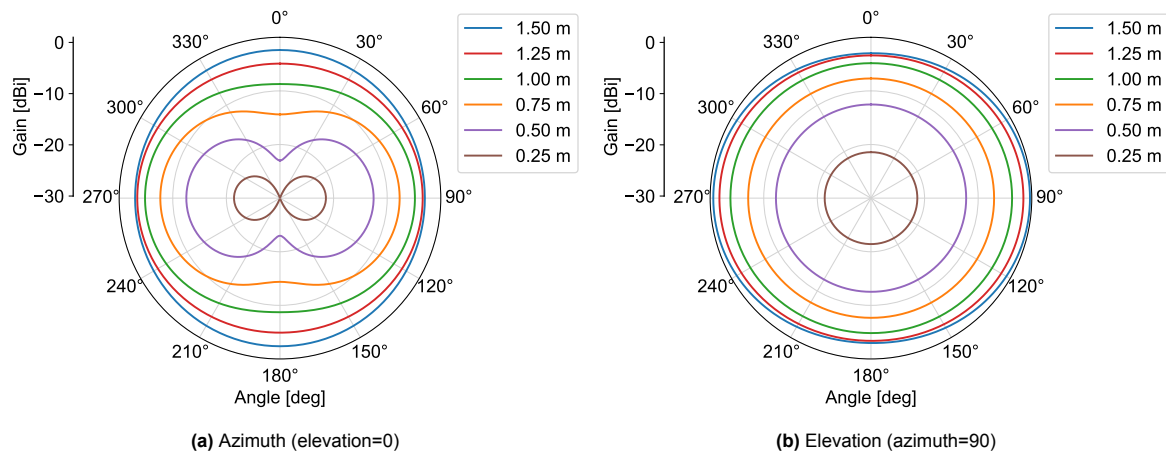 0°
30°
60°
90°
120°
150°
180°
210°
240°
270°
300°
330°
0
−10
−20
−30
Gain [dBi]
Angle [deg]
1.50 m
1.25 m
1.00 m
0.75 m
0.50 m
0.25 m
(a) Azimuth (elevation=0)
0°
30°
60°
90°
120°
150°
180°
210°
240°
270°
300°
330°
0
−10
−20
−30
Gain [dBi]
Angle [deg]
1.50 m
1.25 m
1.00 m
0.75 m
0.50 m
0.25 m
(b) Elevation (azimuth=90)